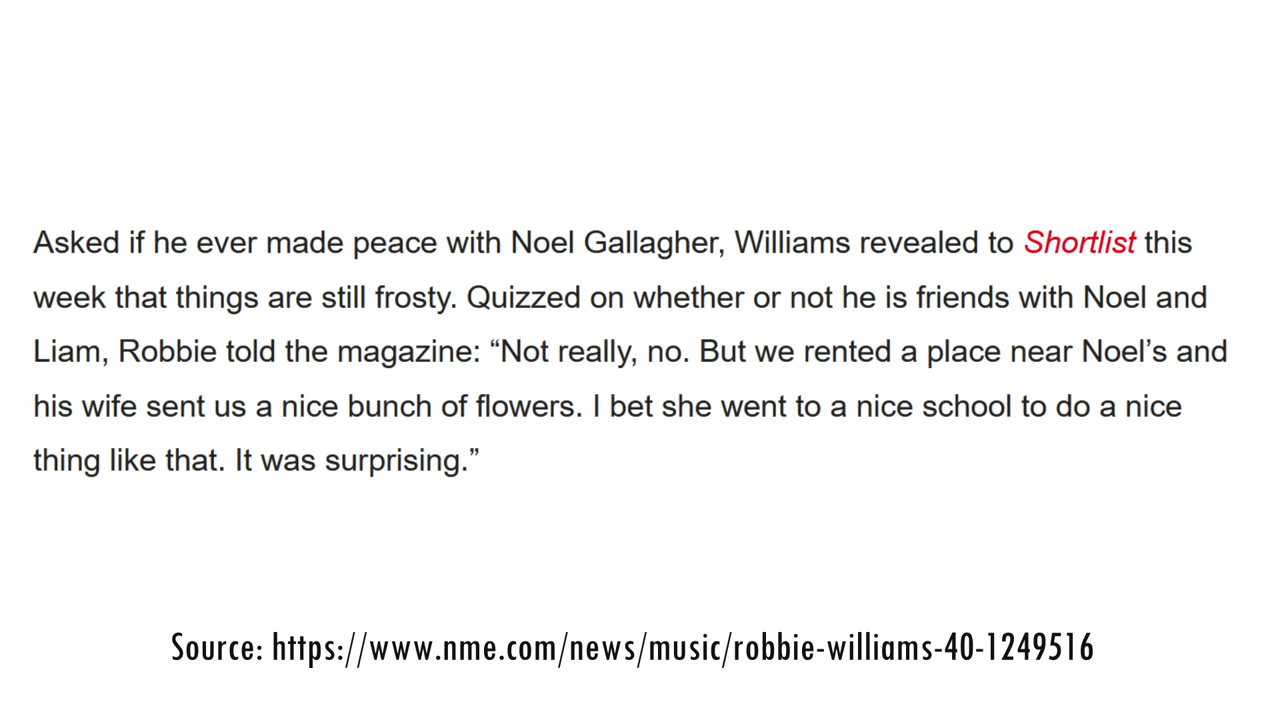 Asked if he ever made peace with Noel Gallagher, Williams revealed to Shortlist this
week that things are still frosty. Quizzed on whether or not he is friends with Noel and
Liam, Robbie told the magazine: “Not really, no. But we rented a place near Noel’s and
his wife sent us a nice bunch of flowers. I bet she went to a nice school to do a nice
thing like that. It was surprising.”
Source: https://www.nme.com/news/music/robbie-williams-40-1249516